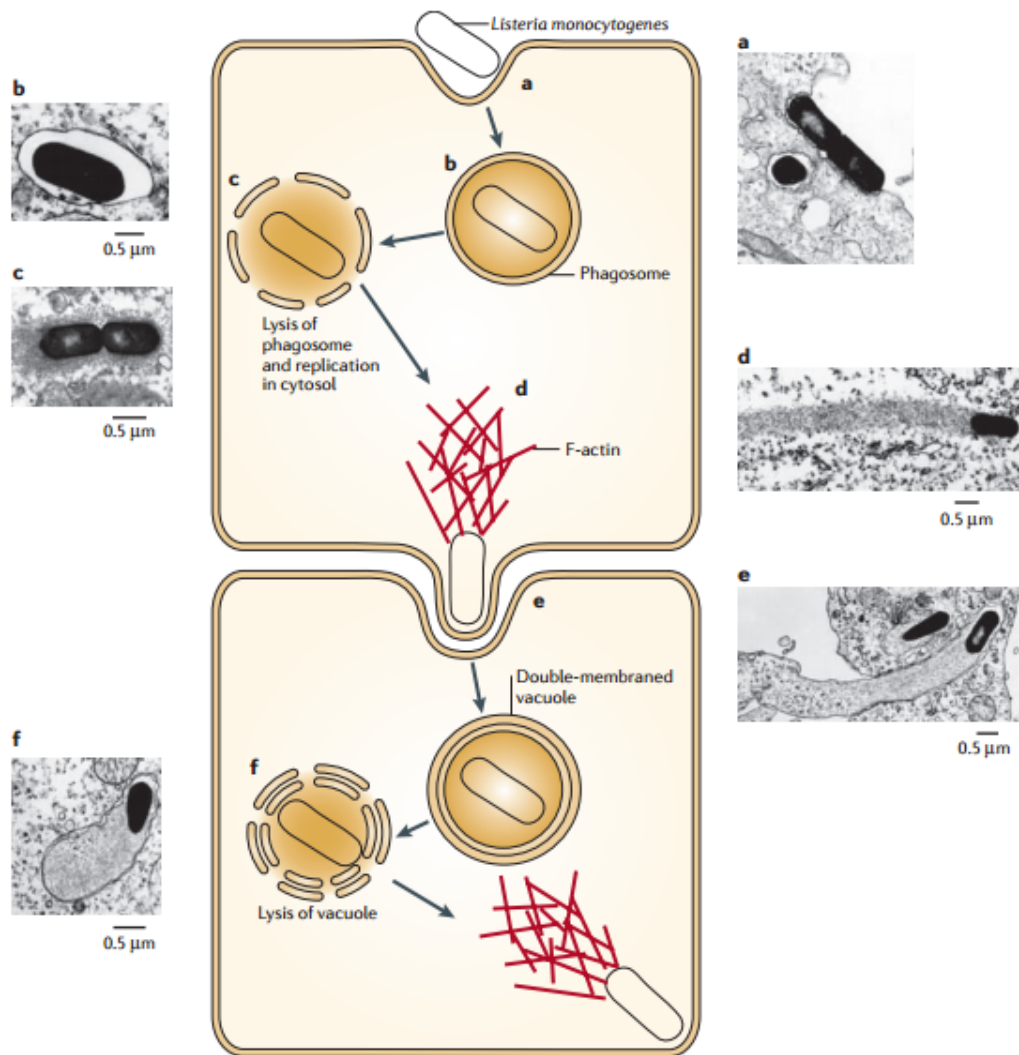 Listeria monocytogenes
a
a
b
0.5 µm
b
c
Phagosome
c
0.5 µm
Lysis of
phagosome
and replication
in cytosol
d
F-actin
d
0.5 µm
e
e
0.5 µm
Double-membraned
vacuole
f
0.5 µm
f
Lysis of vacuole